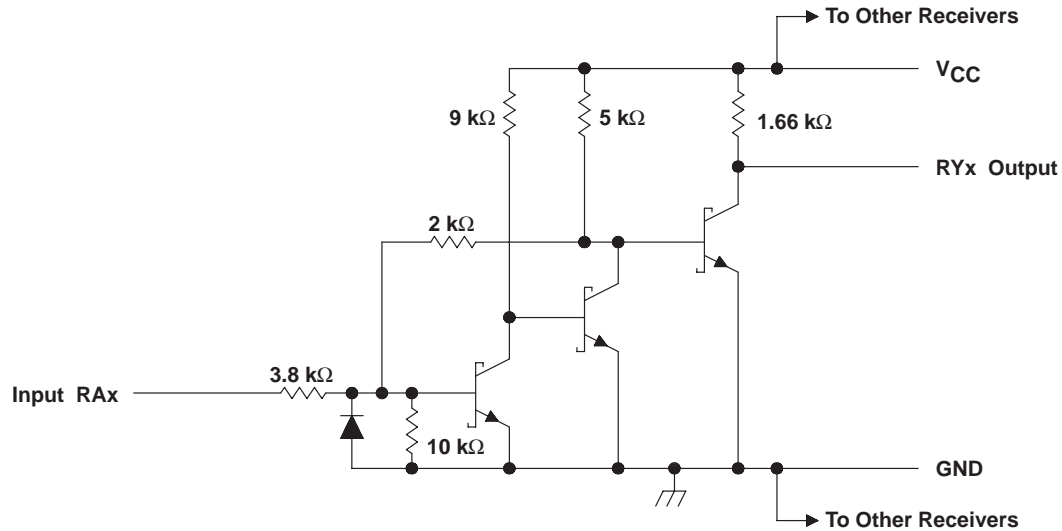 To Other Receivers
VCC
9 kΩ
5 kΩ
1.66 kΩ
RYx Output
2 kΩ
3.8 kΩ
Input RAx
10 kΩ
GND
To Other Receivers